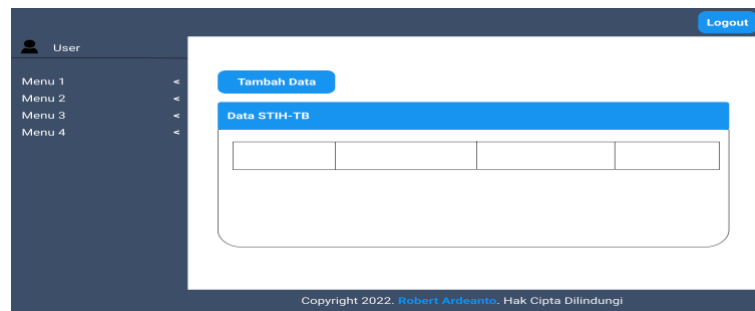 Logout
User
Menu 1 <
Menu 2 <
Menu 3 <
Menu 4 <
Tambah Data
Data STIH-TB
Copyright 2022. Robert Ardeanto. Hak Cipta Dilindungi